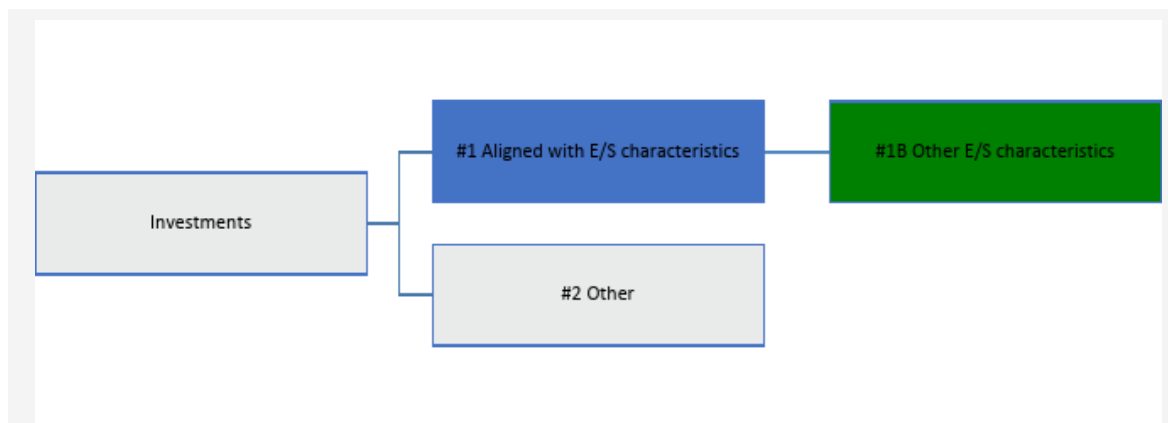 #1 Aligned with E/S characteristics
#1B Other E/S characteristics
Investments
#2 Other